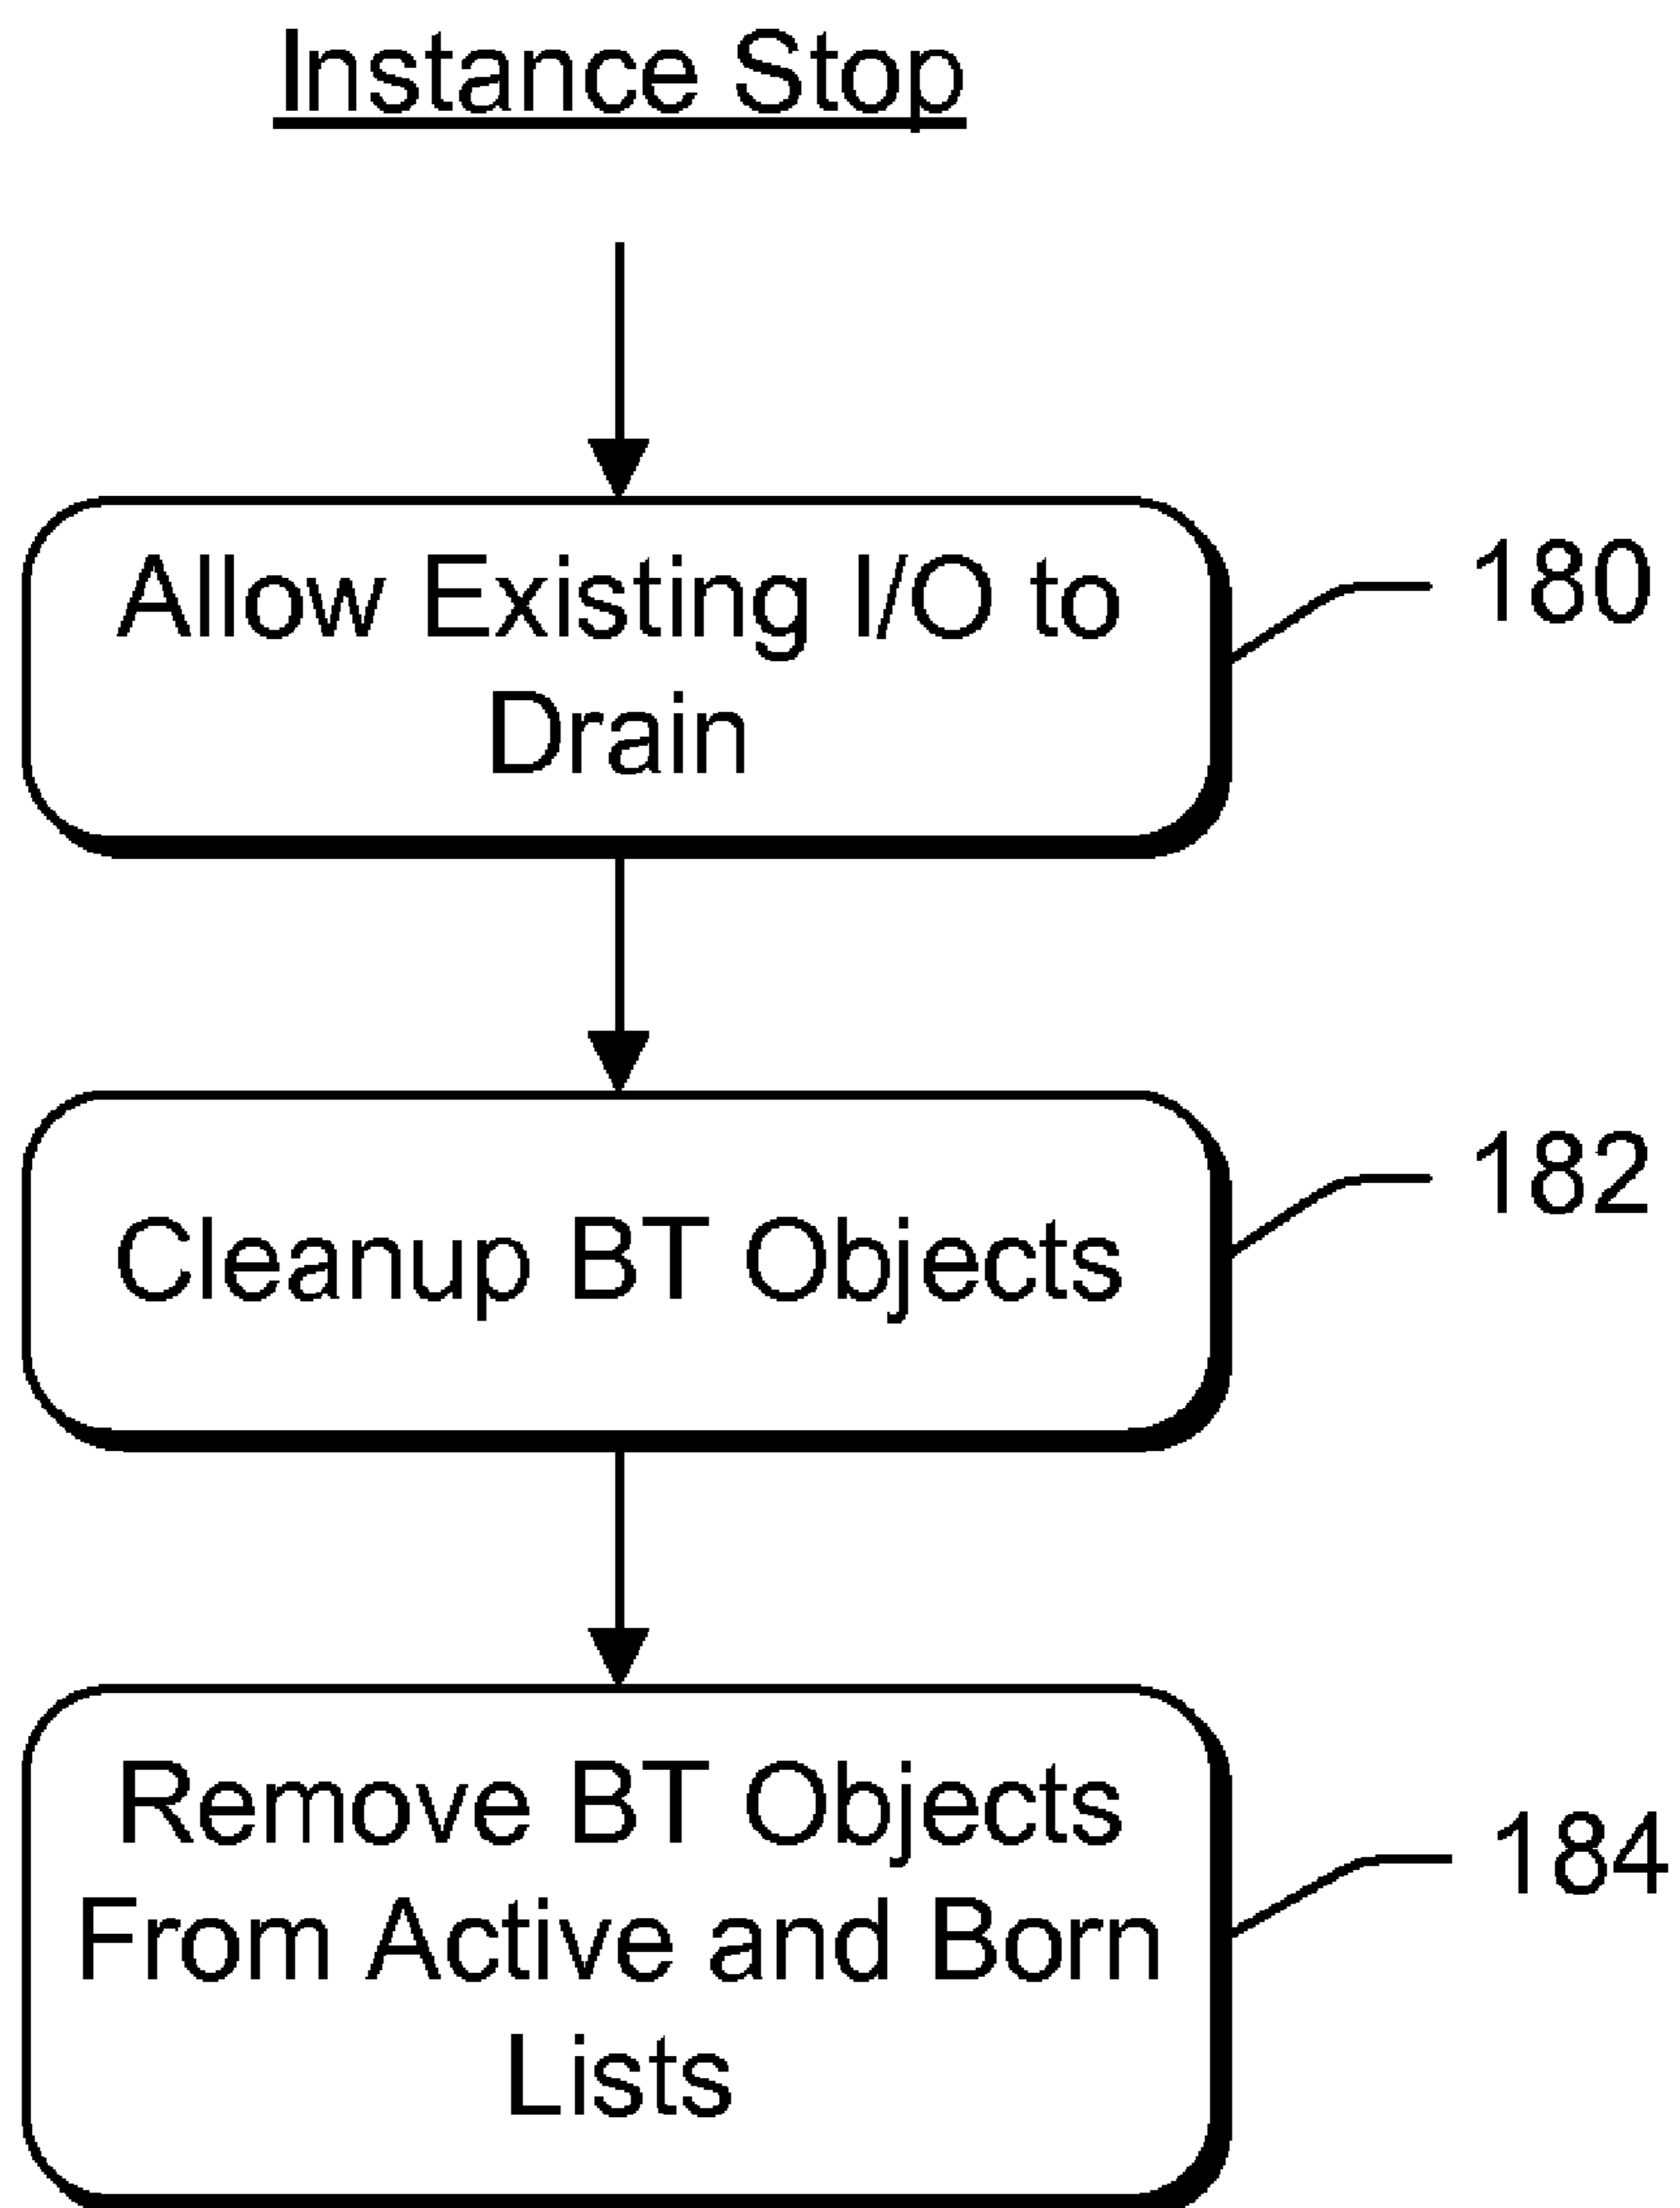 Instance Stop
Allow Existing I/O to
Drain
180
Cleanup BT Objects
182
Remove BT Objects
From Active and Born
Lists
184